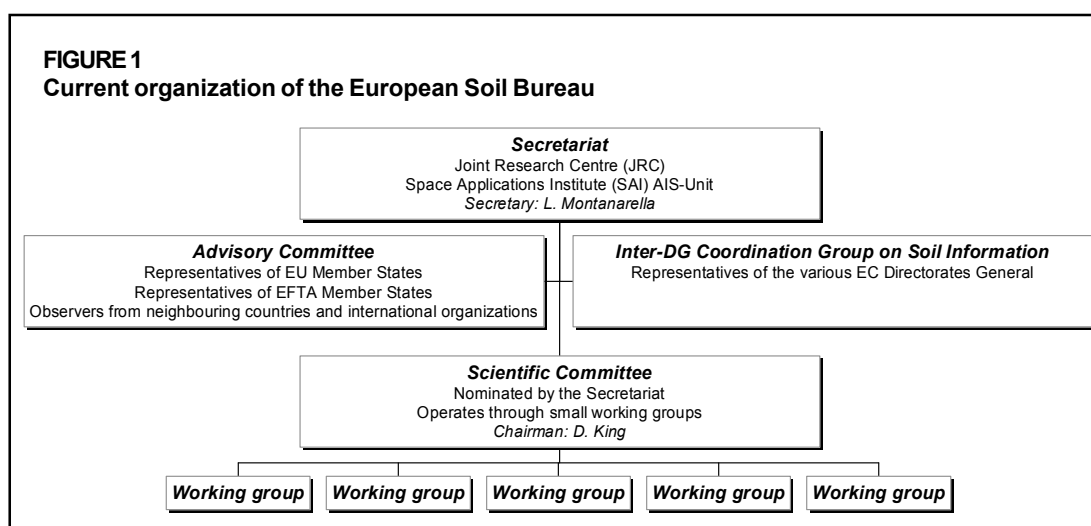 FIGURE 1
Current organization of the European Soil Bureau
Secretariat
Joint Research Centre (JRC)
Space Applications Institute (SAI) AIS-Unit
Secretary: L. Montanarella
Advisory Committee
Representatives of EU Member States
Representatives of EFTA Member States
Observers from neighbouring countries and international organizations
Inter-DG Coordination Group on Soil Information
Representatives of the various EC Directorates General
Scientific Committee
Nominated by the Secretariat
Operates through small working groups
Chairman: D. King
Working group
Working group
Working group
Working group
Working group